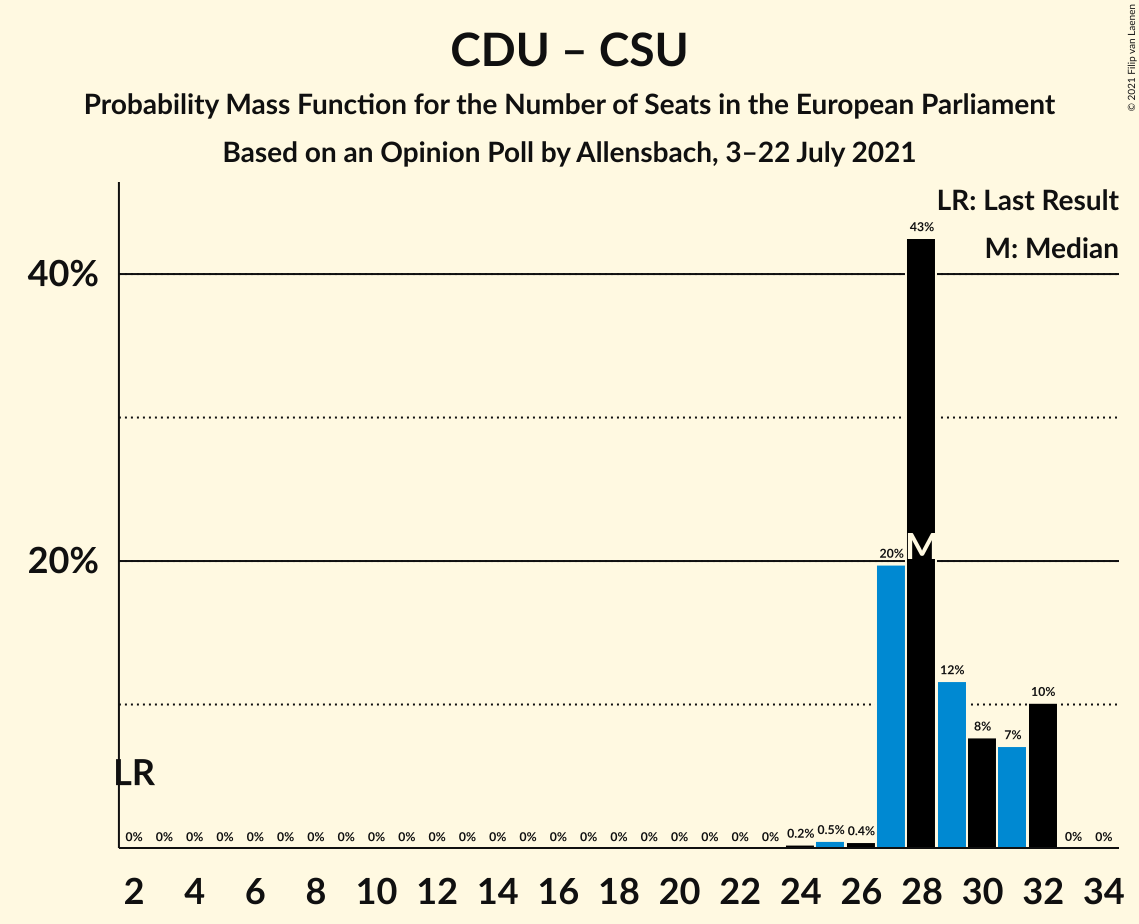 CDU – CSU
Probability Mass Function for the Number of Seats in the European Parliament
Based on an Opinion Poll by Allensbach, 3–22 July 2021
© 2021 Filip van Laenen
LR: Last Result
M: Median
40%
20%
LR
M
0% 0% 0% 0% 0% 0% 0% 0% 0% 0% 0% 0% 0% 0% 0% 0% 0% 0% 0% 0% 0% 0% 0.2% 0.5% 0.4% 20% 43% 12% 8% 7% 10% 0% 0%
2 4 6 8 10 12 14 16 18 20 22 24 26 28 30 32 34